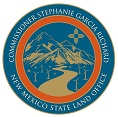 COMMISSIONER STEPHANIE GARCIA RICHARD
NEW MEXICO STATE LAND OFFICE